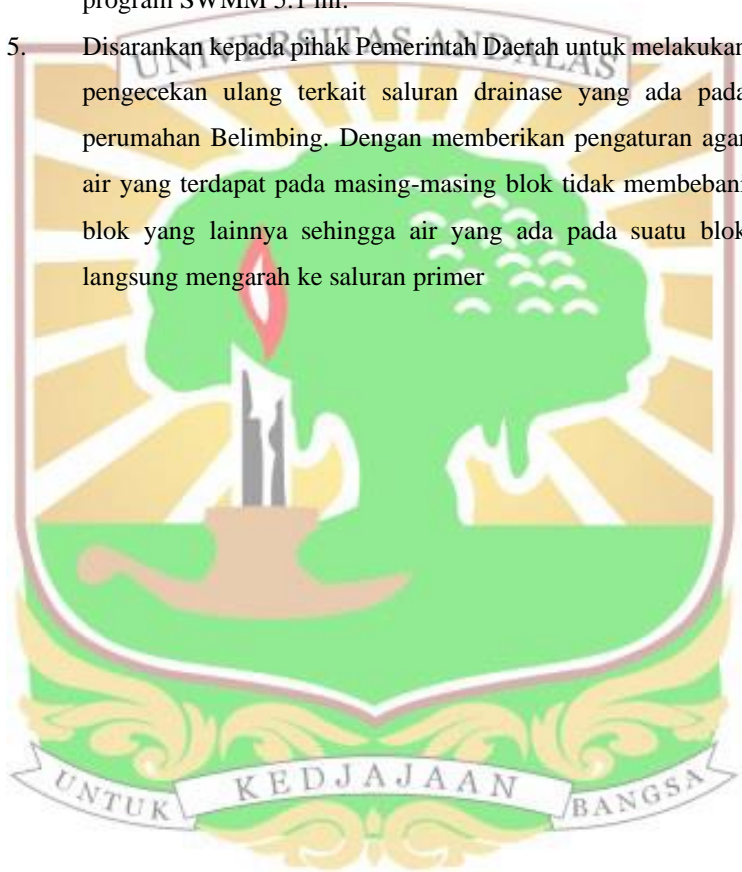 program SWMM 5.1 ini.
5. Disarankan kepada pihak Pemerintah Daerah untuk melakukan
UNIVERSITAS ANDALAS
pengecekan ulang terkait saluran drainase yang ada pada
perumahan Belimbing. Dengan memberikan pengaturan agar
air yang terdapat pada masing-masing blok tidak membebani
blok yang lainnya sehingga air yang ada pada suatu blok
langsung mengarah ke saluran primer
UNTUK KEDJAJAAN BANGSA